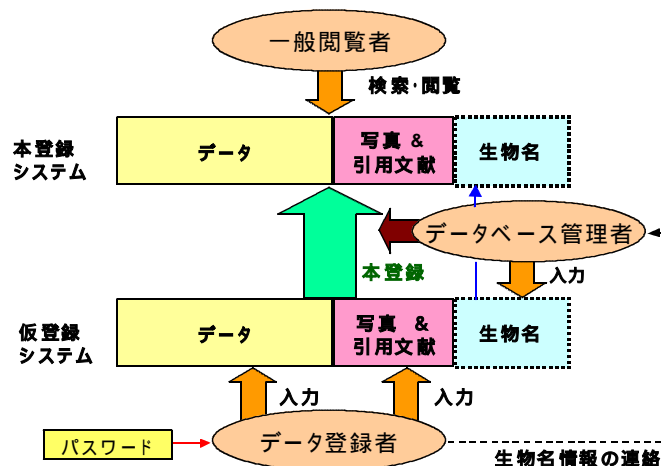 一般閲覧者
検索・閲覧
本登録
システム
データ
写真 &
引用文献
生物名
データベース管理者
本登録
入力
仮登録
システム
データ
写真 &
引用文献
生物名
入力
入力
パスワード
データ登録者
生物名情報の連絡